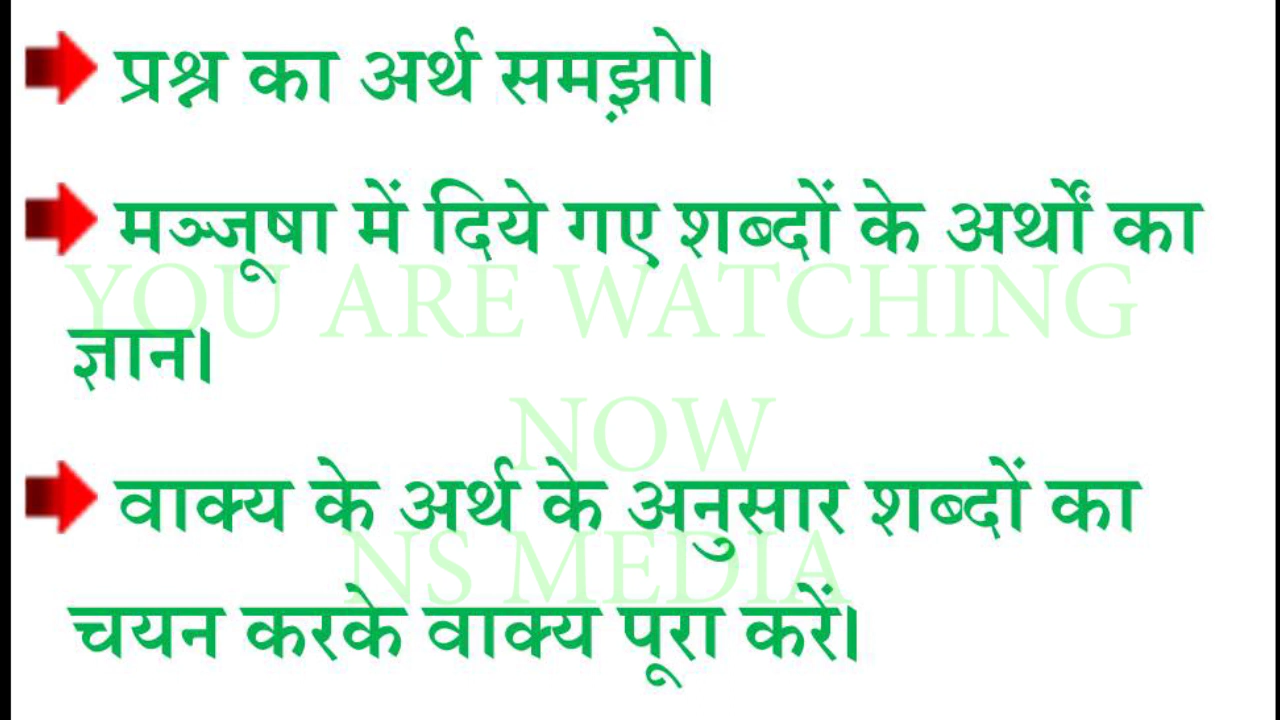 प्रश्न का अर्थ समझ़ो।
मञ्जूषा में दिये गए शब्दों के अर्थों का
YOU ARE WATCHING
ज्ञान।
NOW
वाक्य के अर्थ के अनुसार शब्दों का
NS MEDIA
चयन करके वाक्य पूरा करें।